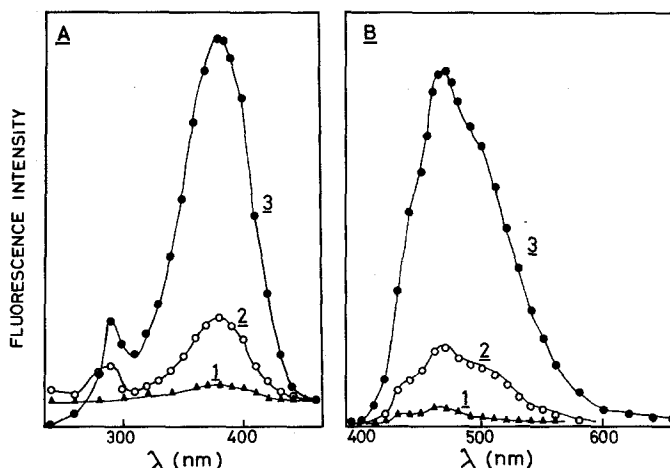 A
B
FLUORESCENCE INTENSITY
3
2
1
3
2
1
300
400
400
500
600
λ (nm)
λ (nm)